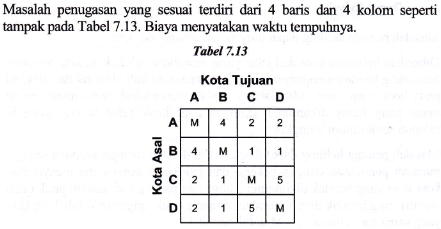 Masalah penugasan yang sesuai terdiri dari 4 baris dan 4 kolom seperti
tampak pada Tabel 7.13. Biaya menyatakan waktu tempuhnya.
Tabel 7.13
Kota Tujuan
A B C D
Kota Asal
A M 4 2 2
B 4 M 1 1
C 2 1 M 5
D 2 1 5 M